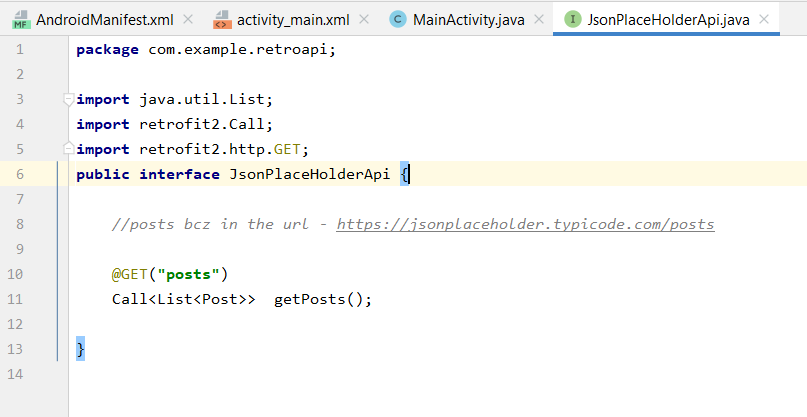 AndroidManifest.xml activity_main.xml MainActivity.java JsonPlaceHolderApi.java
1 package com.example.retroapi;
2
3 import java.util.List;
4 import retrofit2.Call;
5 import retrofit2.http.GET;
6 public interface JsonPlaceHolderApi {
7
8 //posts bcz in the url - https://jsonplaceholder.typicode.com/posts
9
10 @GET("posts")
11 Call<List<Post>>  getPosts();
12
13 }
14